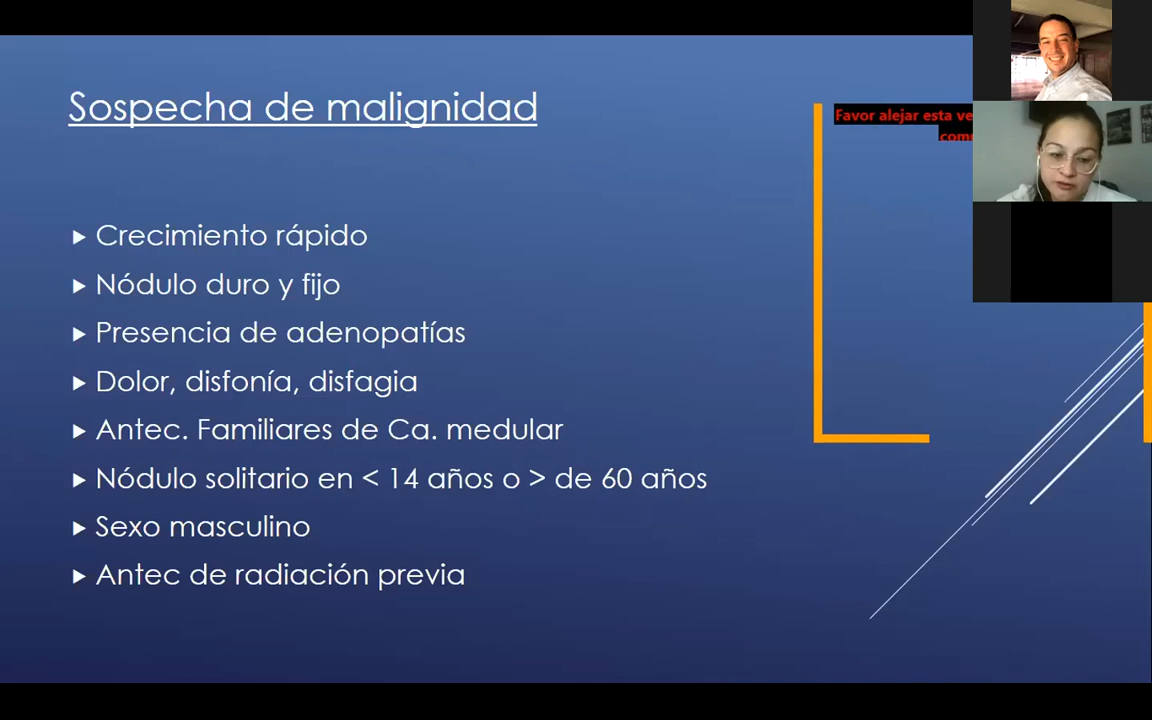 Sospecha de malignidad
Favor alejar esta
Crecimiento rápido
Nódulo duro y fijo
Presencia de adenopatías
Dolor, disfonía, disfagia
Antec. Familiares de Ca. medular
Nódulo solitario en < 14 años o > de 60 años
Sexo masculino
Antec de radiación previa